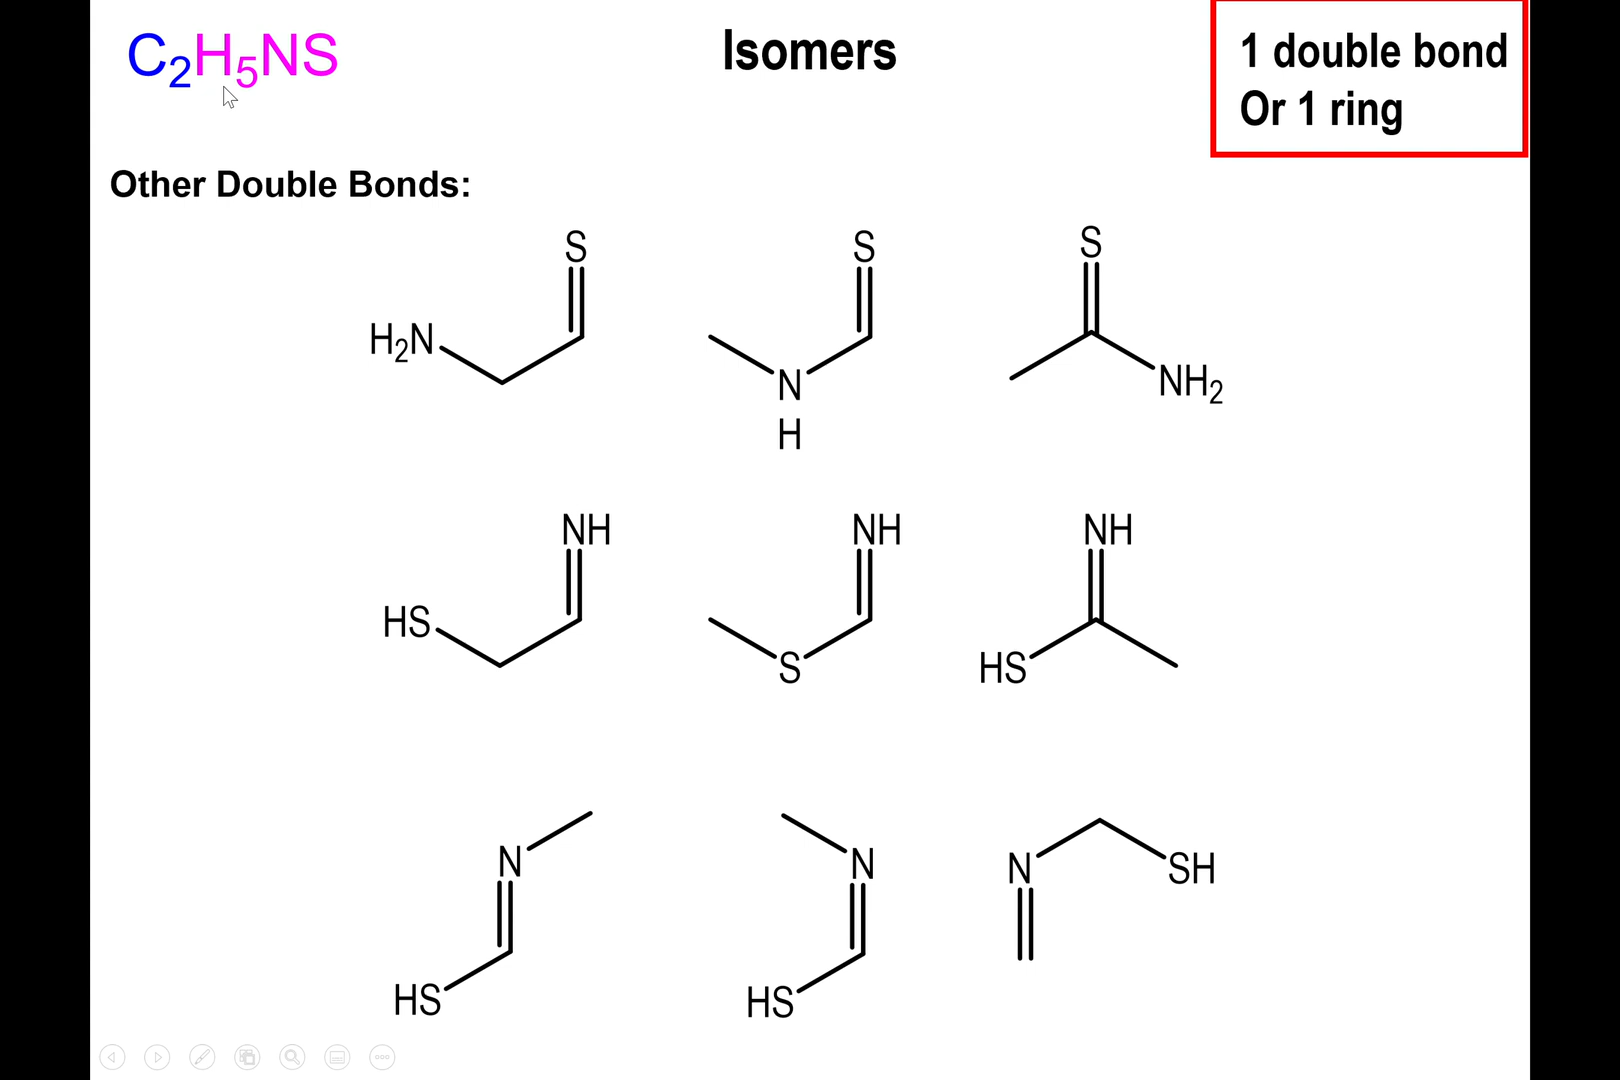 C₂H₅NS
Isomers
1 double bond
Or 1 ring
Other Double Bonds:
S
H₂N
S
N
H
S
NH₂
NH
HS
NH
S
NH
HS
N
HS
N
HS
N
SH